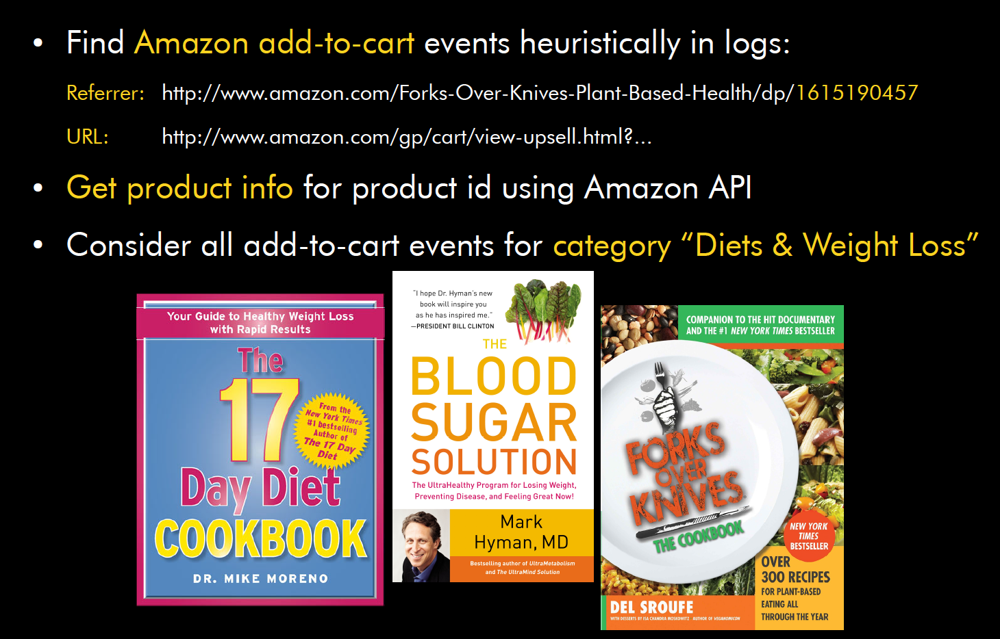 • Find Amazon add-to-cart events heuristically in logs:
Referrer: http://www.amazon.com/Forks-Over-Knives-Plant-Based-Health/dp/1615190457
URL: http://www.amazon.com/gp/cart/view-upsell.html?...
• Get product info for product id using Amazon API
• Consider all add-to-cart events for category “Diets & Weight Loss”
Your Guide to Healthy Weight Loss
with Rapid Results
The
17
From the
New York Times
#1 bestselling
Author of
The 17 Day
Diet
Day Diet
COOKBOOK
DR. MIKE MORENO
"I hope Dr. Hyman's new
book will inspire you
as he has inspired me."
—PRESIDENT BILL CLINTON
THE
BLOOD
SUGAR
SOLUTION
The UltraHealthy Program for Losing Weight,
Preventing Disease, and Feeling Great Now!
Mark
Hyman, MD
Bestselling author of UltraMetabolism
and The UltraMind Solution
COMPANION TO THE HIT DOCUMENTARY
AND THE #1 NEW YORK TIMES BESTSELLER
FORKS
OVER
KNIVES
THE COOKBOOK
NEW YORK
TIMES
BESTSELLER
OVER
300 RECIPES
FOR PLANT-BASED
EATING ALL
THROUGH THE YEAR
DEL SROUFE
WITH DESSERTS BY ISA CHANDRA MOSKOWITZ AUTHOR OF VEGANOMICON